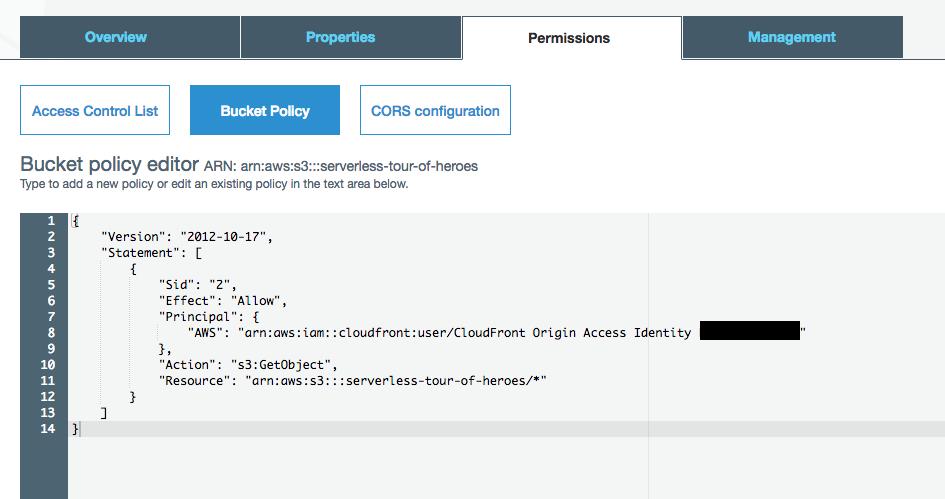 Overview Properties Permissions Management
Access Control List Bucket Policy CORS configuration
Bucket policy editor ARN: arn:aws:s3:::serverless-tour-of-heroes
Type to add a new policy or edit an existing policy in the text area below.
1 {
2 "Version": "2012-10-17",
3 "Statement": [
4 {
5 "Sid": "2",
6 "Effect": "Allow",
7 "Principal": {
8 "AWS": "arn:aws:iam::cloudfront:user/CloudFront Origin Access Identity "
9 },
10 "Action": "s3:GetObject",
11 "Resource": "arn:aws:s3:::serverless-tour-of-heroes/*"
12 }
13 ]
14 }